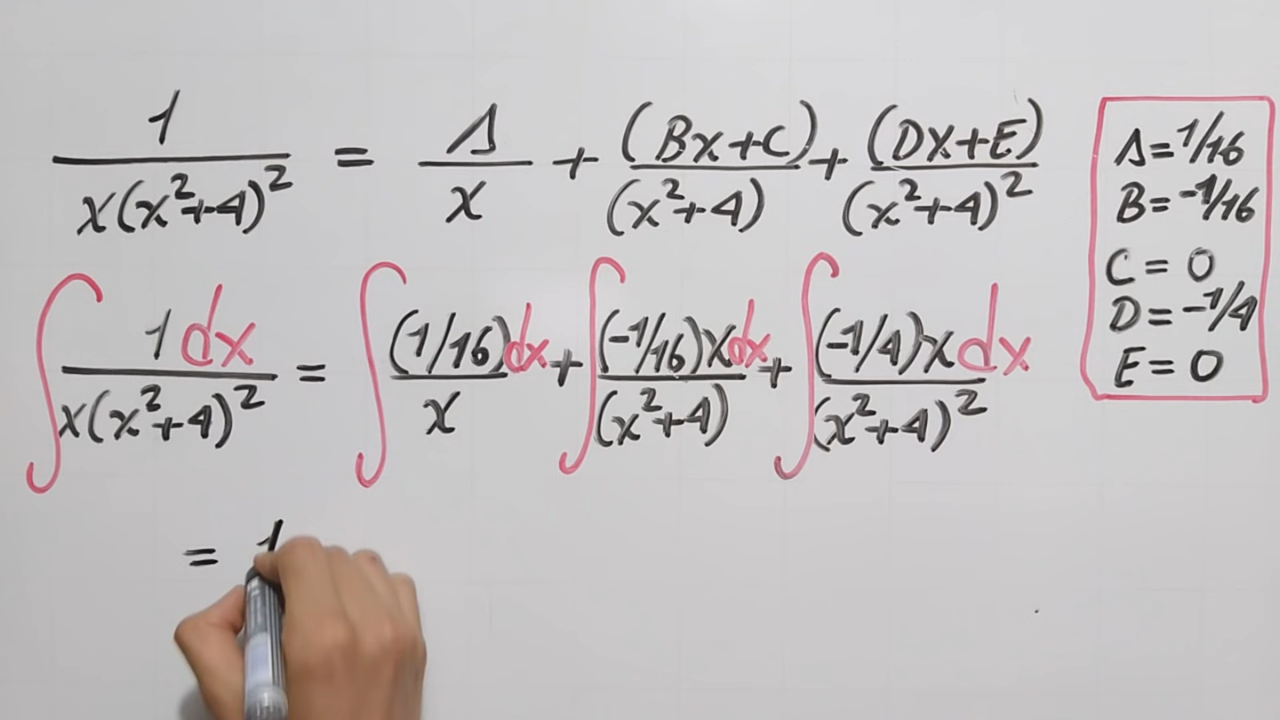 1/(x(x²+4)²) = A/x + (Bx+C)/(x²+4) + (Dx+E)/(x²+4)²
A=1/16
B=-1/16
C=0
D=-1/4
E=0
∫ 1dx/(x(x²+4)²) = ∫ (1/16)dx/x + ∫ (-1/16)xdx/(x²+4) + ∫ (-1/4)xdx/(x²+4)²
= 1